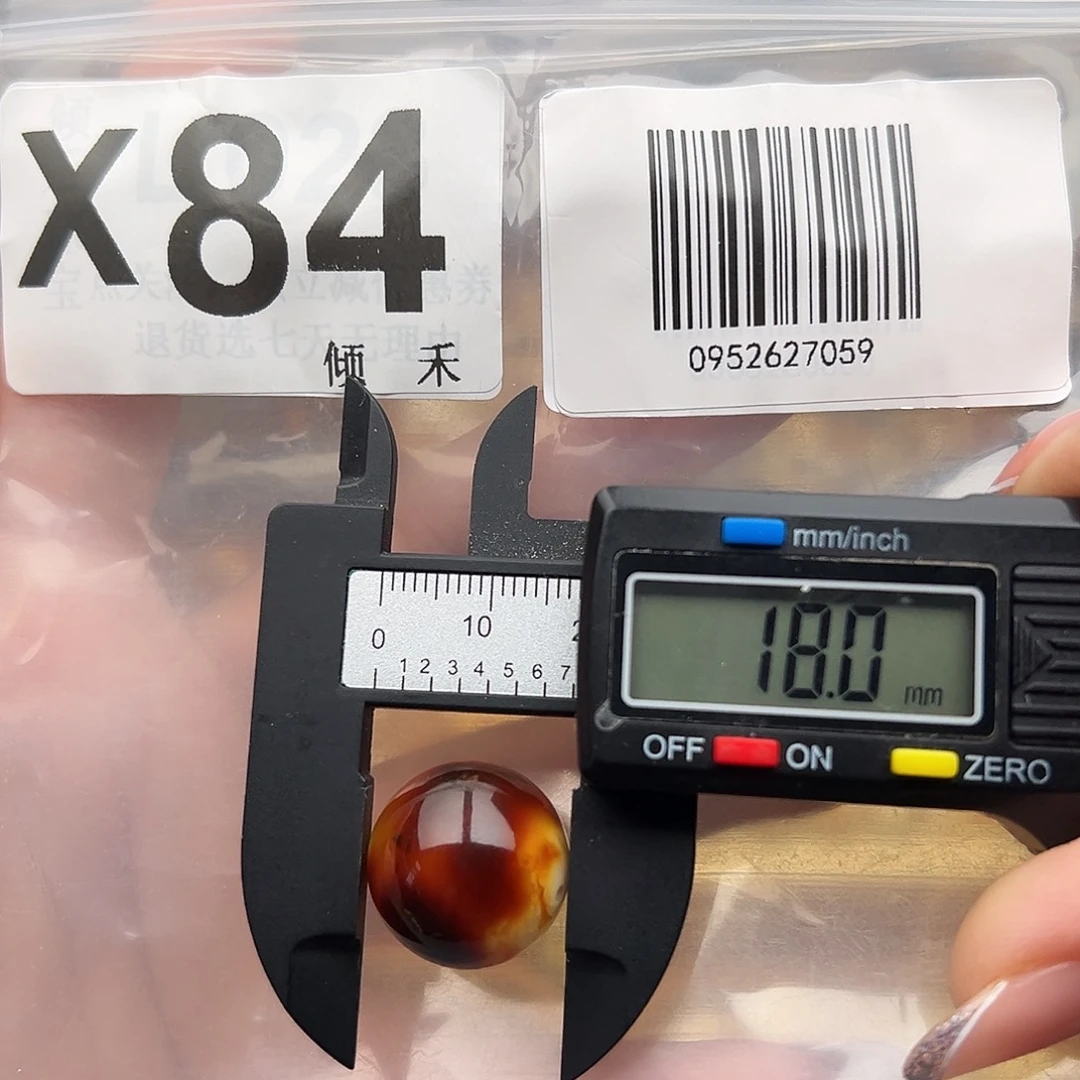 X84
倾 禾
0952627059
mm/inch
18.0 mm
0 10
1 2 3 4 5 6 7
OFF ON ZERO
退货选七天无理由